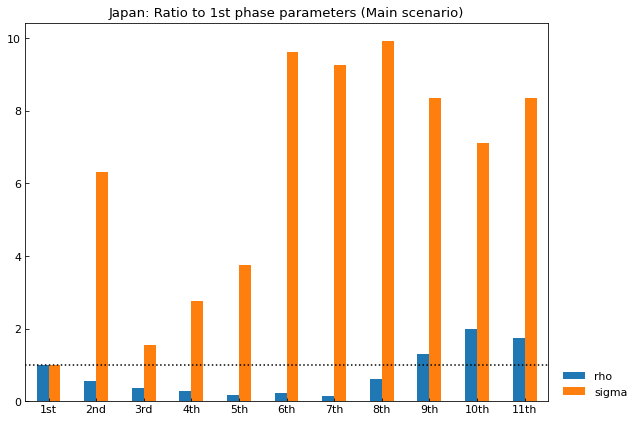 Japan: Ratio to 1st phase parameters (Main scenario)
10
8
6
4
2
0
1st 2nd 3rd 4th 5th 6th 7th 8th 9th 10th 11th
rho
sigma